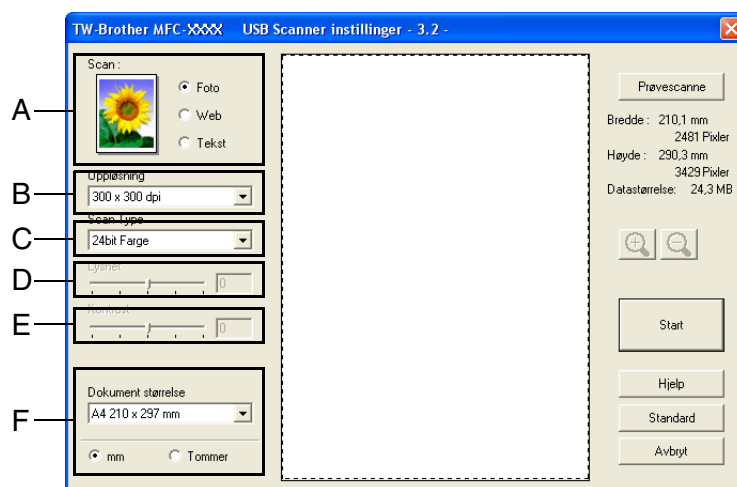 TW-Brother MFC-XXXX USB Scanner instillinger - 3.2 -
A
Scan :
Foto
Web
Tekst
B
Oppløsning
300 x 300 dpi
C
Scan Type
24bit Farge
D
Lyshet
0
E
Kontrast
0
F
Dokument størrelse
A4 210 x 297 mm
mm
Tommer
Prøvescanne
Bredde : 210,1 mm
2481 Pixler
Høyde : 290,3 mm
3429 Pixler
Datastørrelse: 24,3 MB
Start
Hjelp
Standard
Avbryt